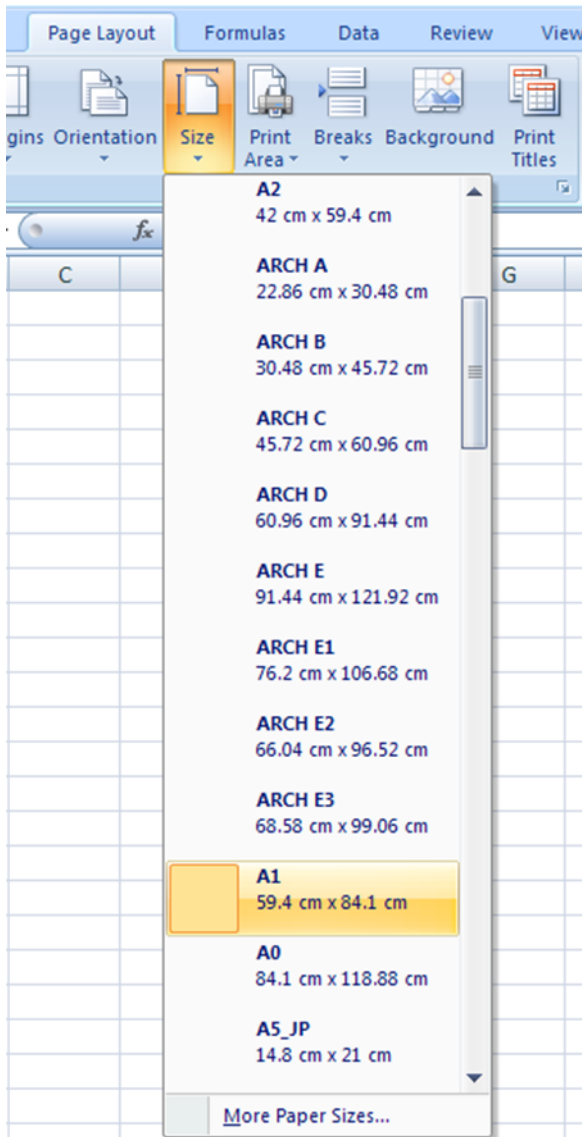 Page Layout Formulas Data Review View
gins Orientation Size Print Area Breaks Background Print Titles
fx
C G
A2
42 cm x 59.4 cm
ARCH A
22.86 cm x 30.48 cm
ARCH B
30.48 cm x 45.72 cm
ARCH C
45.72 cm x 60.96 cm
ARCH D
60.96 cm x 91.44 cm
ARCH E
91.44 cm x 121.92 cm
ARCH E1
76.2 cm x 106.68 cm
ARCH E2
66.04 cm x 96.52 cm
ARCH E3
68.58 cm x 99.06 cm
A1
59.4 cm x 84.1 cm
A0
84.1 cm x 118.88 cm
A5_JP
14.8 cm x 21 cm
More Paper Sizes...